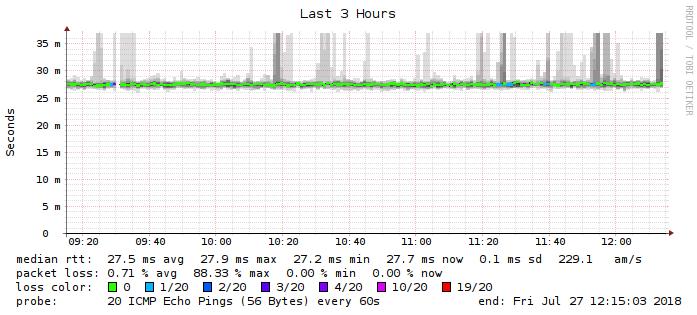 Last 3 Hours
RRDTOOL / TOBI OETIKER
Seconds
35 m
30 m
25 m
20 m
15 m
10 m
5 m
0
09:20 09:40 10:00 10:20 10:40 11:00 11:20 11:40 12:00
median rtt: 27.5 ms avg 27.9 ms max 27.2 ms min 27.7 ms now 0.1 ms sd 229.1 am/s
packet loss: 0.71 % avg 88.33 % max 0.00 % min 0.00 % now
loss color: 0 1/20 2/20 3/20 4/20 10/20 19/20
probe: 20 ICMP Echo Pings (56 Bytes) every 60s end: Fri Jul 27 12:15:03 2018